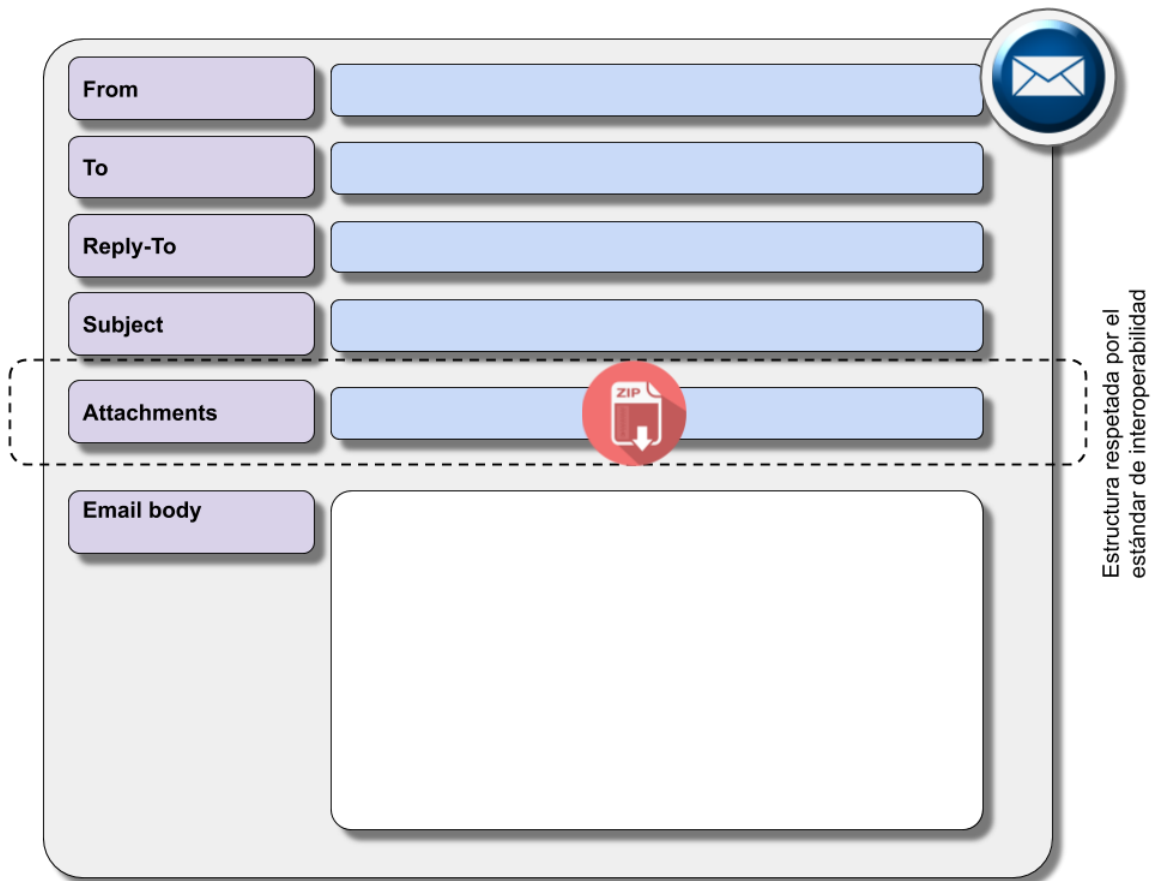 From
To
Reply-To
Subject
Attachments
ZIP
Email body
Estructura respetada por el
estándar de interoperabilidad